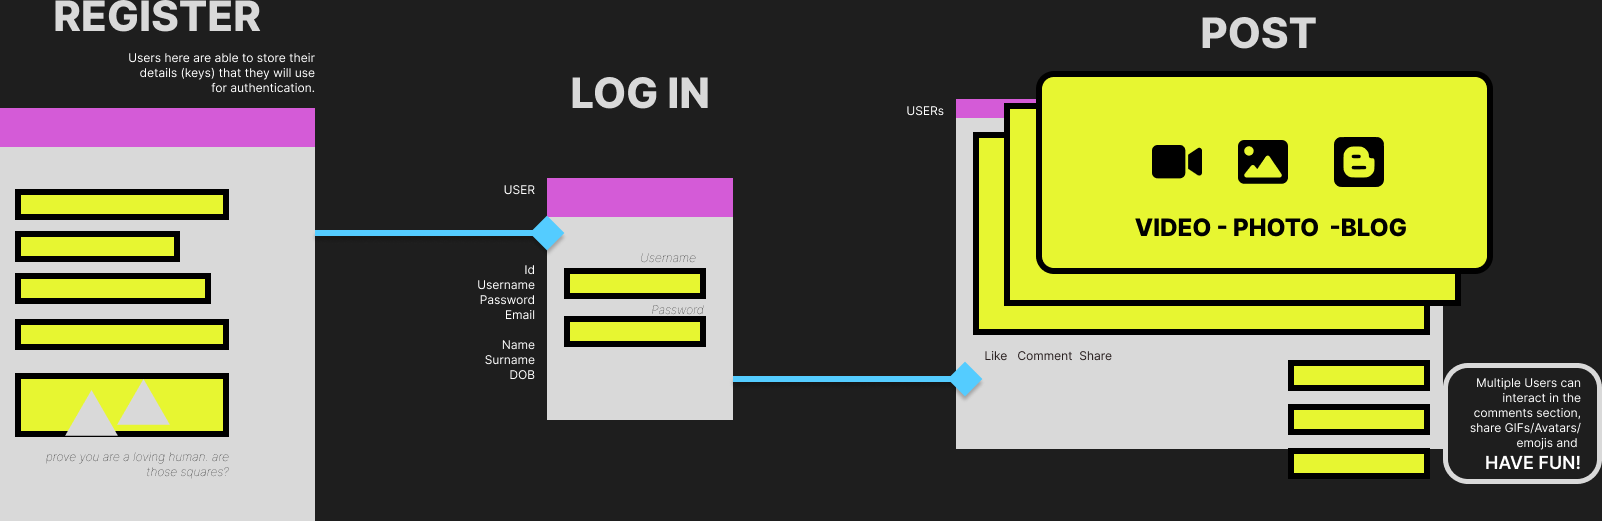 REGISTER
Users here are able to store their
details (keys) that they will use
for authentication.
prove you are a loving human. are
those squares?
LOG IN
USER
Id
Username
Password
Email
Name
Surname
DOB
Username
Password
POST
USERs
VIDEO - PHOTO -BLOG
Like Comment Share
Multiple Users can
interact in the
comments section,
share GIFs/Avatars/
emojis and
HAVE FUN!